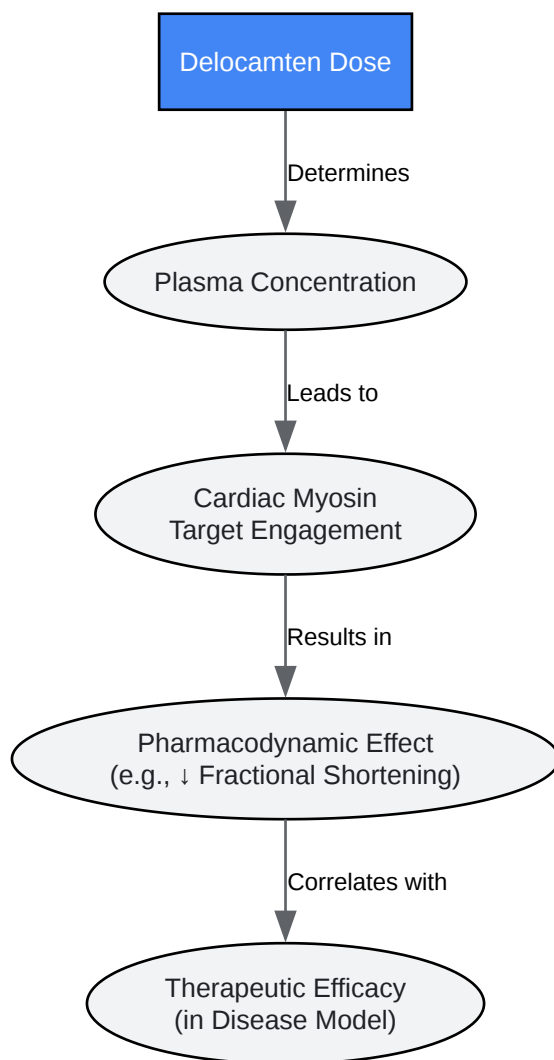 Delocamten Dose
Determines
Plasma Concentration
Leads to
Cardiac Myosin
Target Engagement
Results in
Pharmacodynamic Effect
(e.g., ↓ Fractional Shortening)
Correlates with
Therapeutic Efficacy
(in Disease Model)